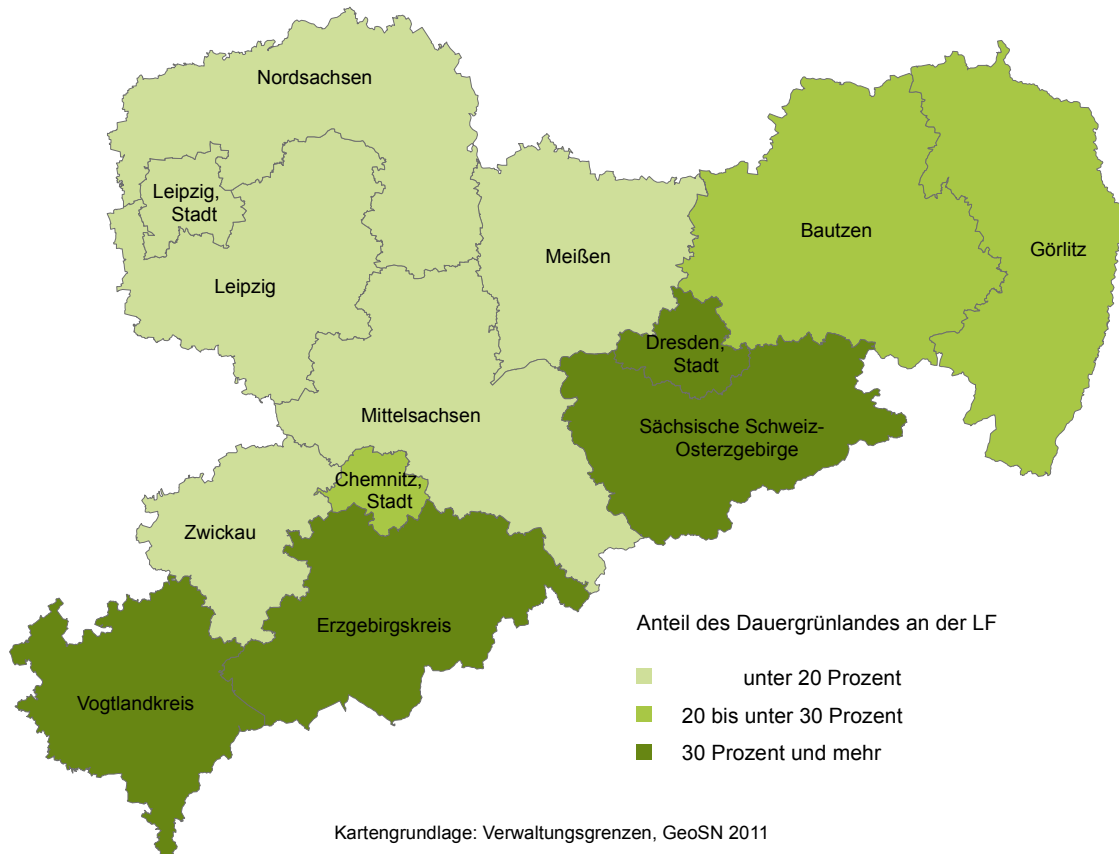 Nordsachsen
Leipzig,
Stadt
Leipzig
Meißen
Bautzen
Görlitz
Dresden,
Stadt
Mittelsachsen
Sächsische Schweiz-
Osterzgebirge
Chemnitz,
Stadt
Zwickau
Erzgebirgskreis
Vogtlandkreis
Anteil des Dauergrünlandes an der LF
unter 20 Prozent
20 bis unter 30 Prozent
30 Prozent und mehr
Kartengrundlage: Verwaltungsgrenzen, GeoSN 2011